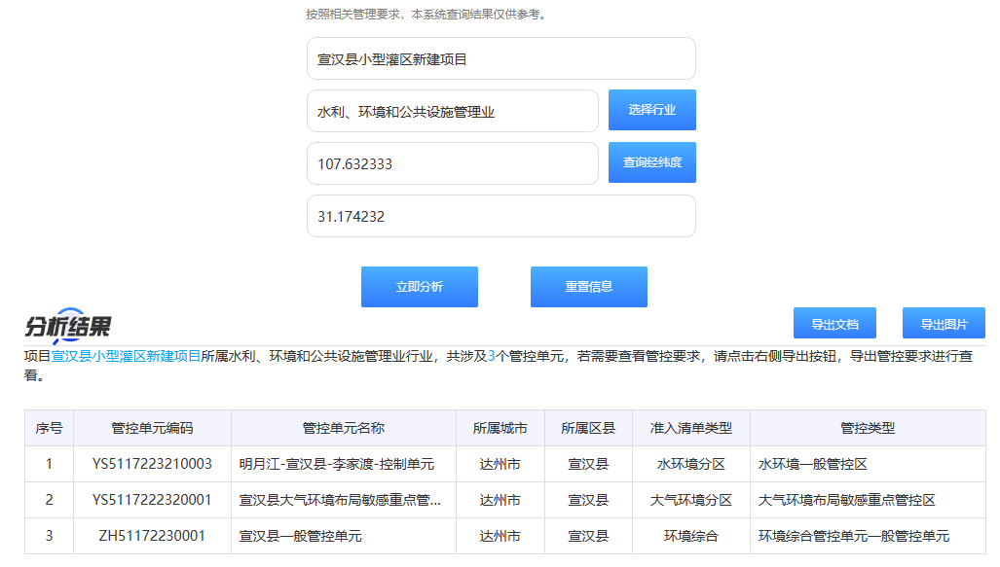 按照相关管理要求，本系统查询结果仅供参考。
宣汉县小型灌区新建项目
水利、环境和公共设施管理业 选择行业
107.632333 查询经纬度
31.174232
立即分析 重置信息
分析结果 导出文档 导出图片
项目宣汉县小型灌区新建项目所属水利、环境和公共设施管理业行业，共涉及3个管控单元，若需要查看管控要求，请点击右侧导出按钮，导出管控要求进行查
看。
序号 管控单元编码 管控单元名称 所属城市 所属区县 准入清单类型 管控类型
1 YS5117223210003 明月江-宣汉县-李家渡-控制单元 达州市 宣汉县 水环境分区 水环境一般管控区
2 YS5117222320001 宣汉县大气环境布局敏感重点管... 达州市 宣汉县 大气环境分区 大气环境布局敏感重点管控区
3 ZH51172230001 宣汉县一般管控单元 达州市 宣汉县 环境综合 环境综合管控单元一般管控单元